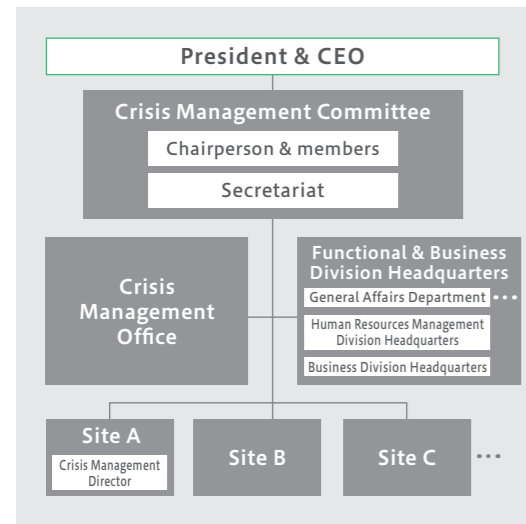 President & CEO
Crisis Management Committee
Chairperson & members
Secretariat
Crisis
Management
Office
Functional & Business
Division Headquarters
General Affairs Department
...
Human Resources Management
Division Headquarters
Business Division Headquarters
Site A
Crisis Management
Director
Site B
Site C
...